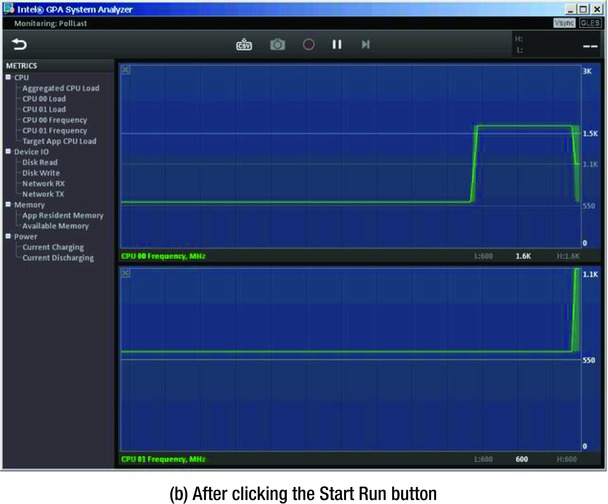 Intel® GPA System Analyzer
Monitoring: PollLast
Vsync
GLES
CSV
H:
L:
--
METRICS
CPU
Aggregated CPU Load
CPU 00 Load
CPU 01 Load
CPU 00 Frequency
CPU 01 Frequency
Target App CPU Load
Device IO
Disk Read
Disk Write
Network RX
Network TX
Memory
App Resident Memory
Available Memory
Power
Current Charging
Current Discharging
3K
1.5K
1.1K
550
0
CPU 00 Frequency, MHz L:600 1.6K H:1.6K
1.1K
550
0
CPU 01 Frequency, MHz L:600 600 H:600
(b) After clicking the Start Run button